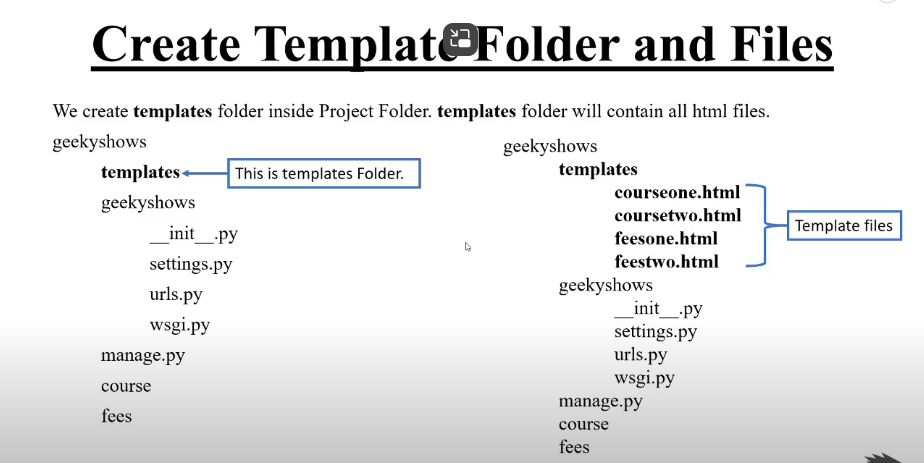 Create Template Folder and Files
We create templates folder inside Project Folder. templates folder will contain all html files.
geekyshows
templates
This is templates Folder.
geekyshows
__init__.py
settings.py
urls.py
wsgi.py
manage.py
course
fees
geekyshows
templates
courseone.html
coursetwo.html
feesone.html
feestwo.html
Template files
geekyshows
__init__.py
settings.py
urls.py
wsgi.py
manage.py
course
fees